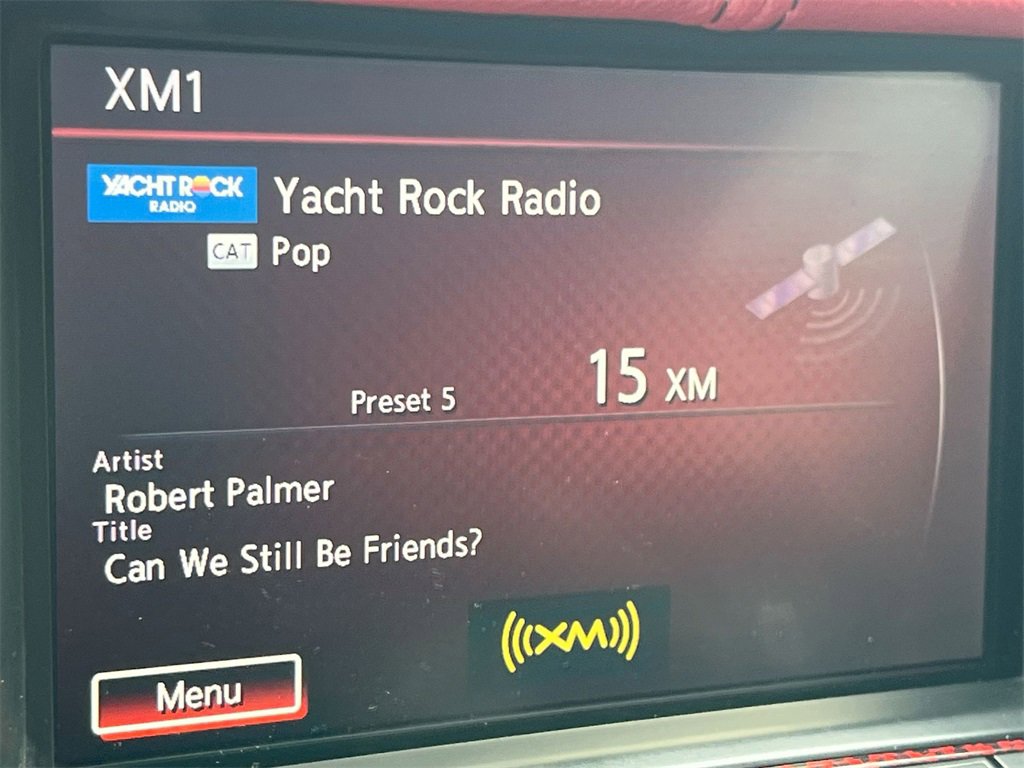 XM1
YACHT ROCK
RADIO
Yacht Rock Radio
CAT Pop
Preset 5
15 XM
Artist
Robert Palmer
Title
Can We Still Be Friends?
XM
Menu